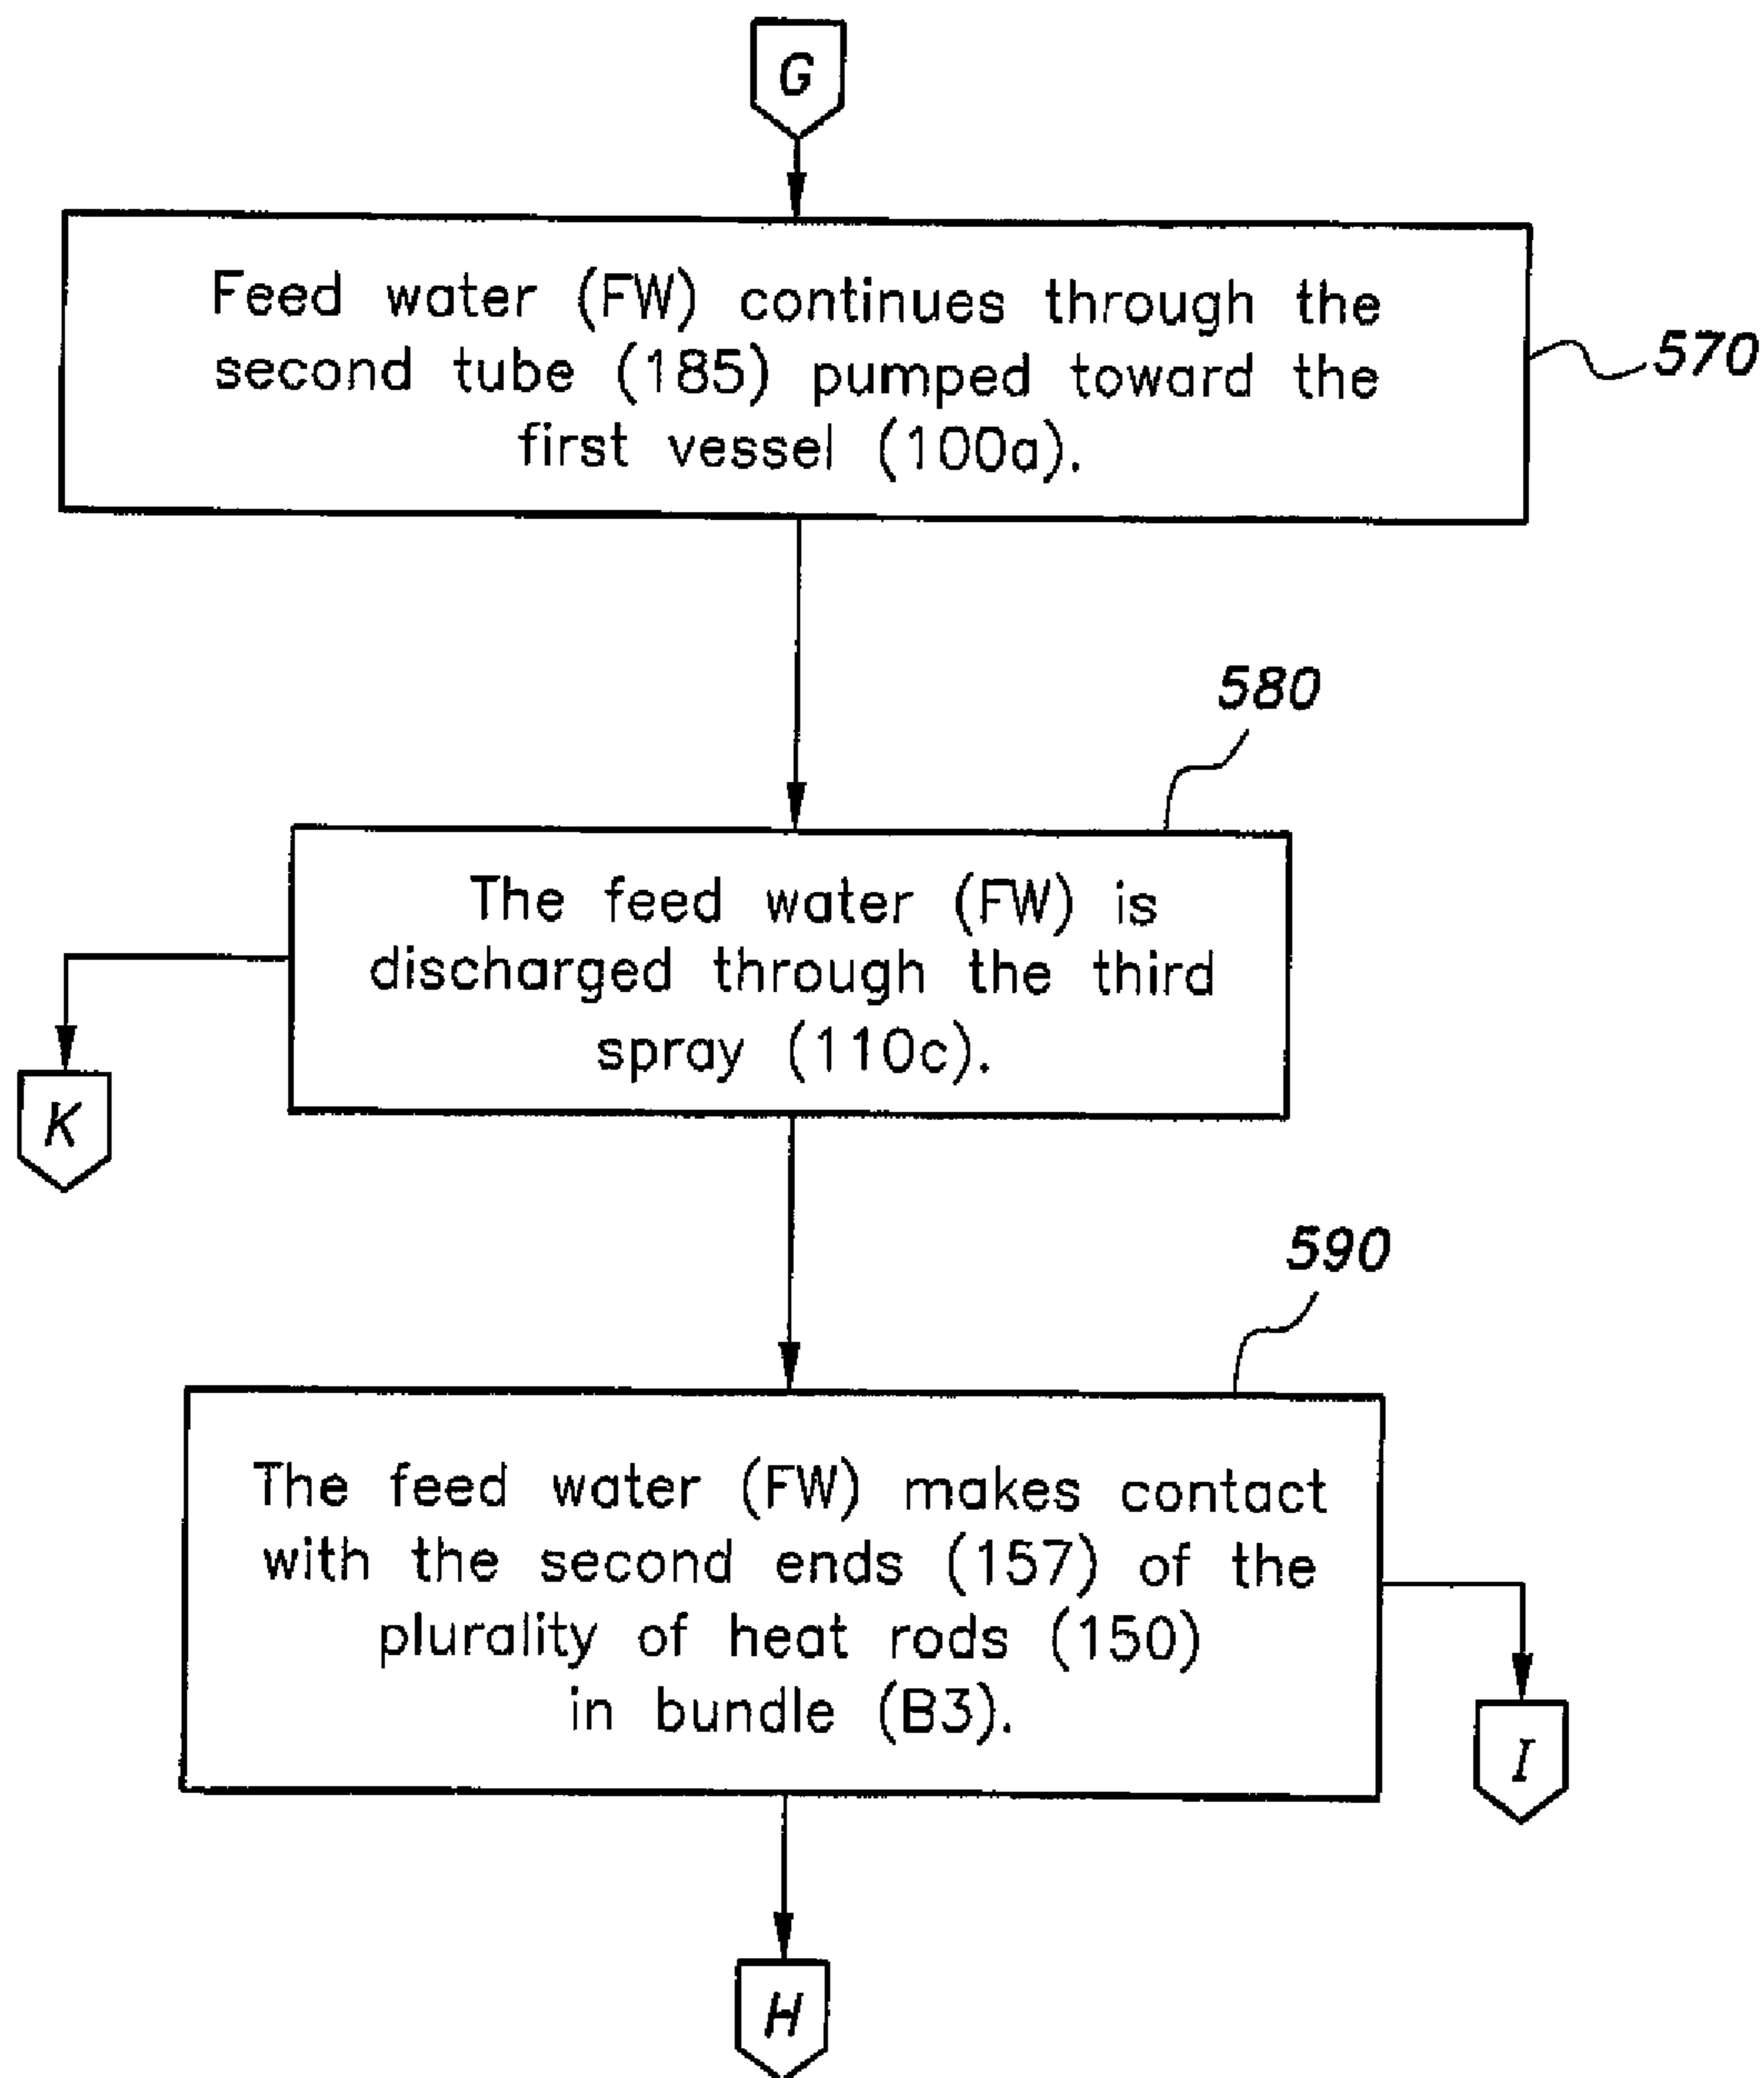 G
Feed water (FW) continues through the
second tube (185) pumped toward the
first vessel (100a).
570
580
The feed water (FW) is
discharged through the third
spray (110c).
K
590
The feed water (FW) makes contact
with the second ends (157) of the
plurality of heat rods (150)
in bundle (B3).
I
H